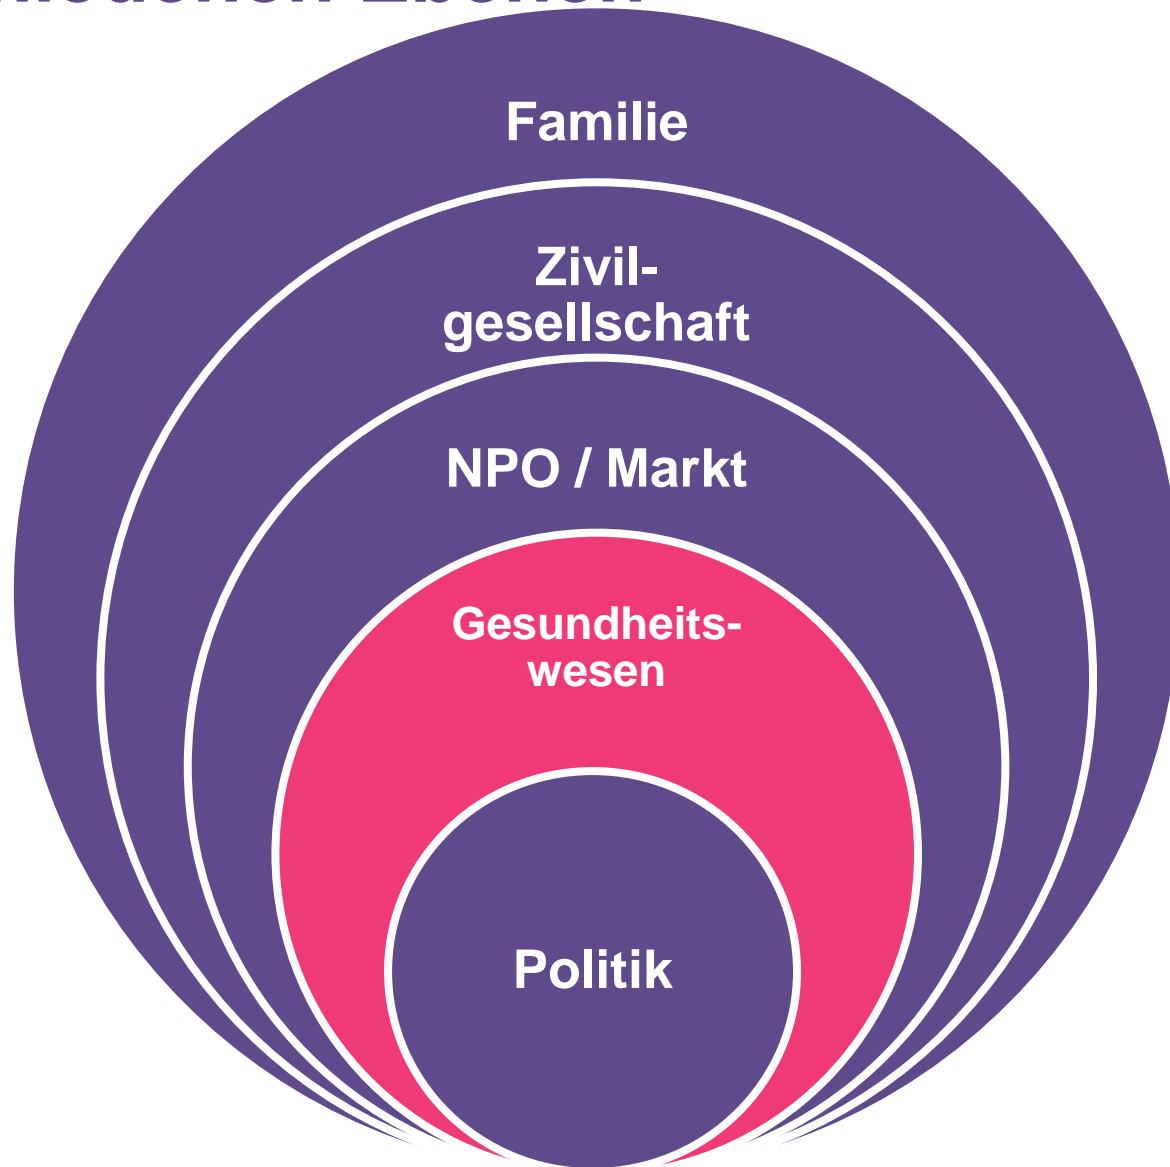 Familie
Zivil-
gesellschaft
NPO / Markt
Gesundheits-
wesen
Politik